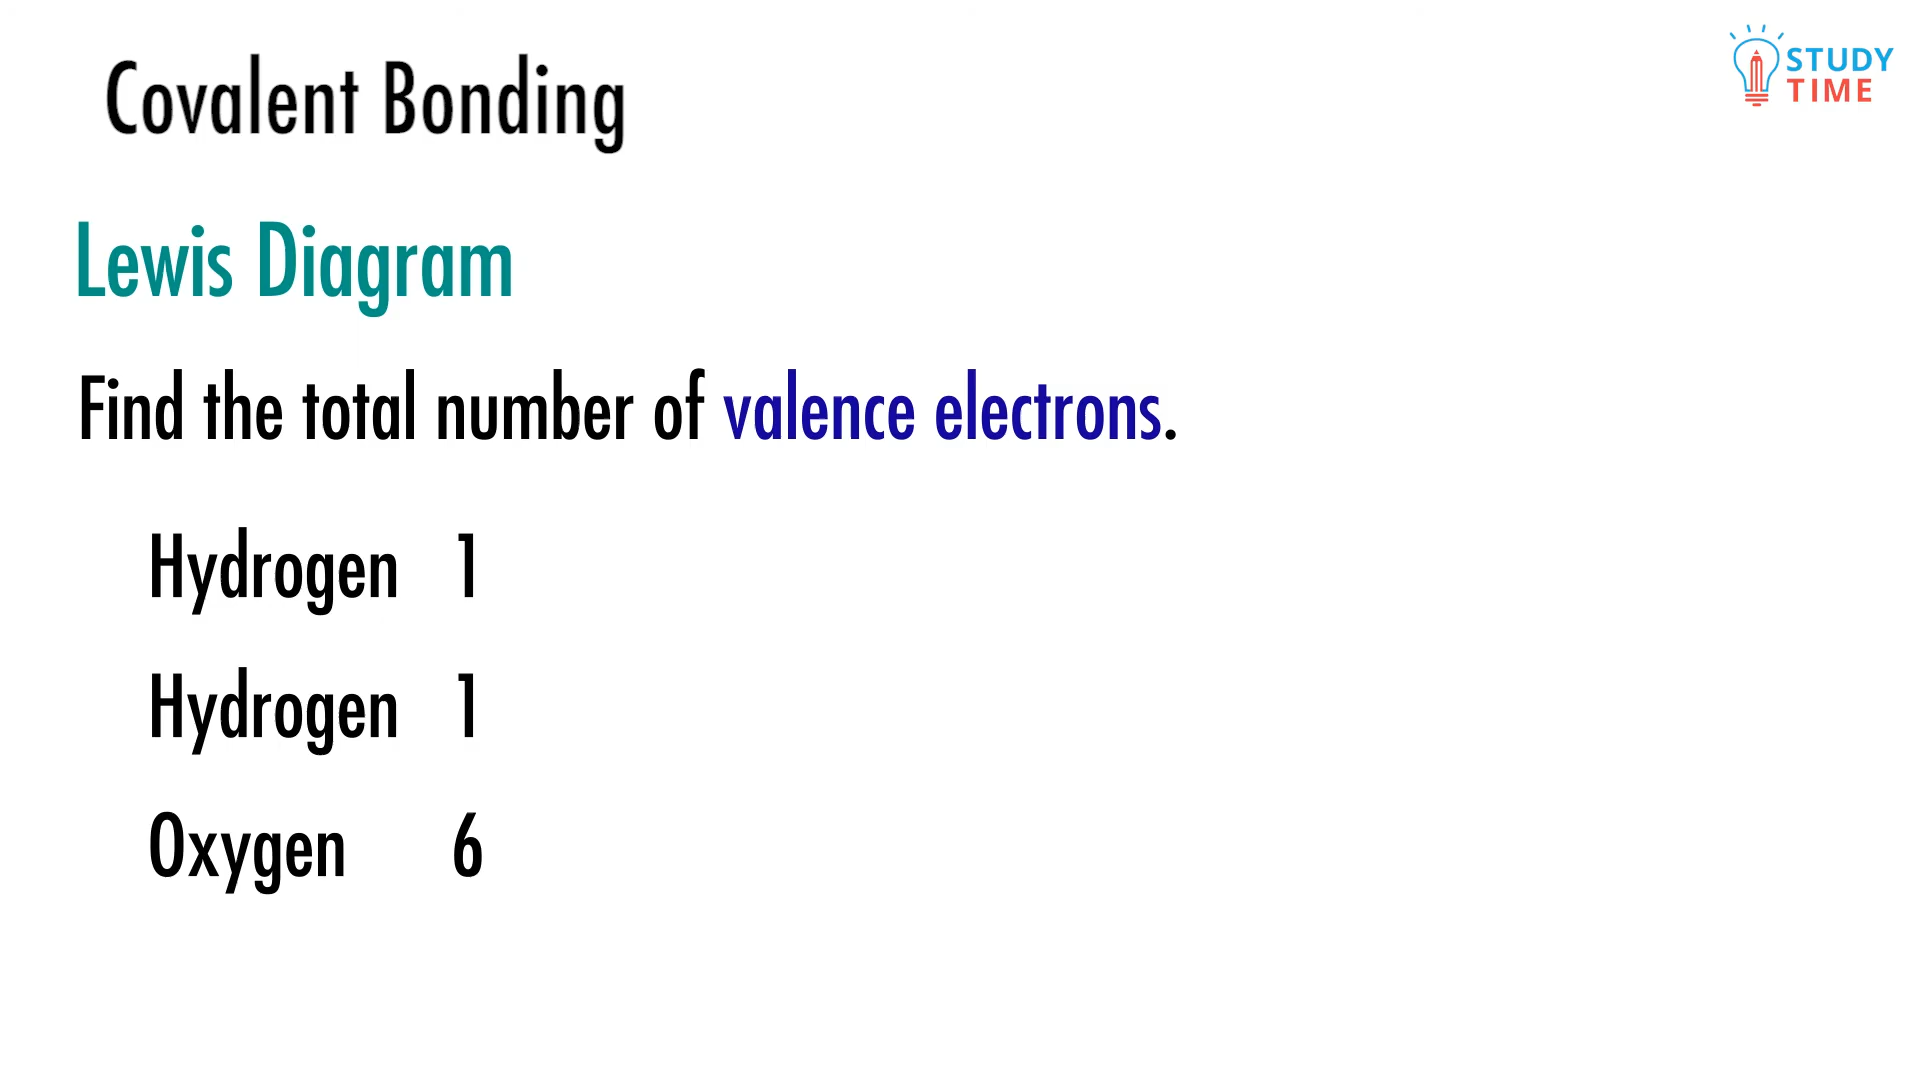 Covalent Bonding
STUDY
TIME
Lewis Diagram
Find the total number of valence electrons.
Hydrogen 1
Hydrogen 1
Oxygen 6